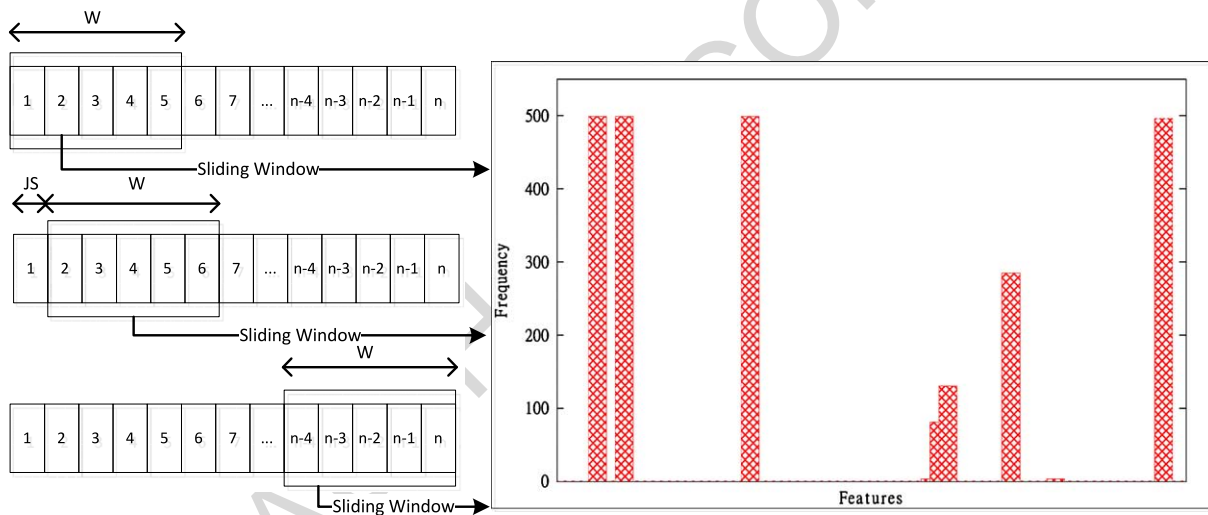 W
1 2 3 4 5 6 7 ... n-4 n-3 n-2 n-1 n
Sliding Window
JS W
1 2 3 4 5 6 7 ... n-4 n-3 n-2 n-1 n
Sliding Window
W
1 2 3 4 5 6 7 ... n-4 n-3 n-2 n-1 n
Sliding Window
Frequency
500
400
300
200
100
0
Features